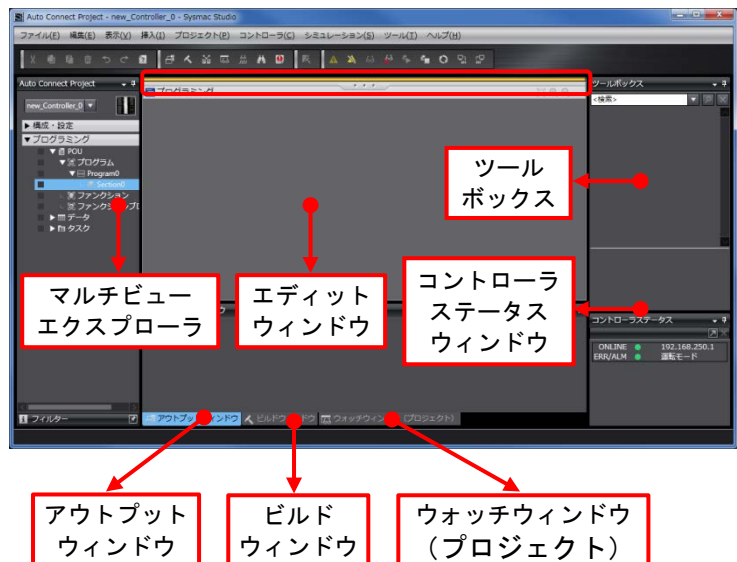 Auto Connect Project - new_Controller_0 - Sysmac Studio
ファイル(F) 編集(E) 表示(V) 挿入(I) プロジェクト(P) コントローラ(C) シミュレーション(S) ツール(T) ヘルプ(H)
Auto Connect Project
new_Controller_0
構成・設定
プログラミング
POU
プログラム
Program0
Section0
ファンクション
データ
タスク
フィルター
プログラミング
ツールボックス
<検索>
ツール
ボックス
マルチビュー
エクスプローラ
エディット
ウィンドウ
コントローラ
ステータス
ウィンドウ
コントローラステータス
ONLINE 192.168.250.1
ERR/ALM 運転モード
アウトプット
ウィンドウ
ビルド
ウィンドウ
ウォッチウィンドウ
（プロジェクト）